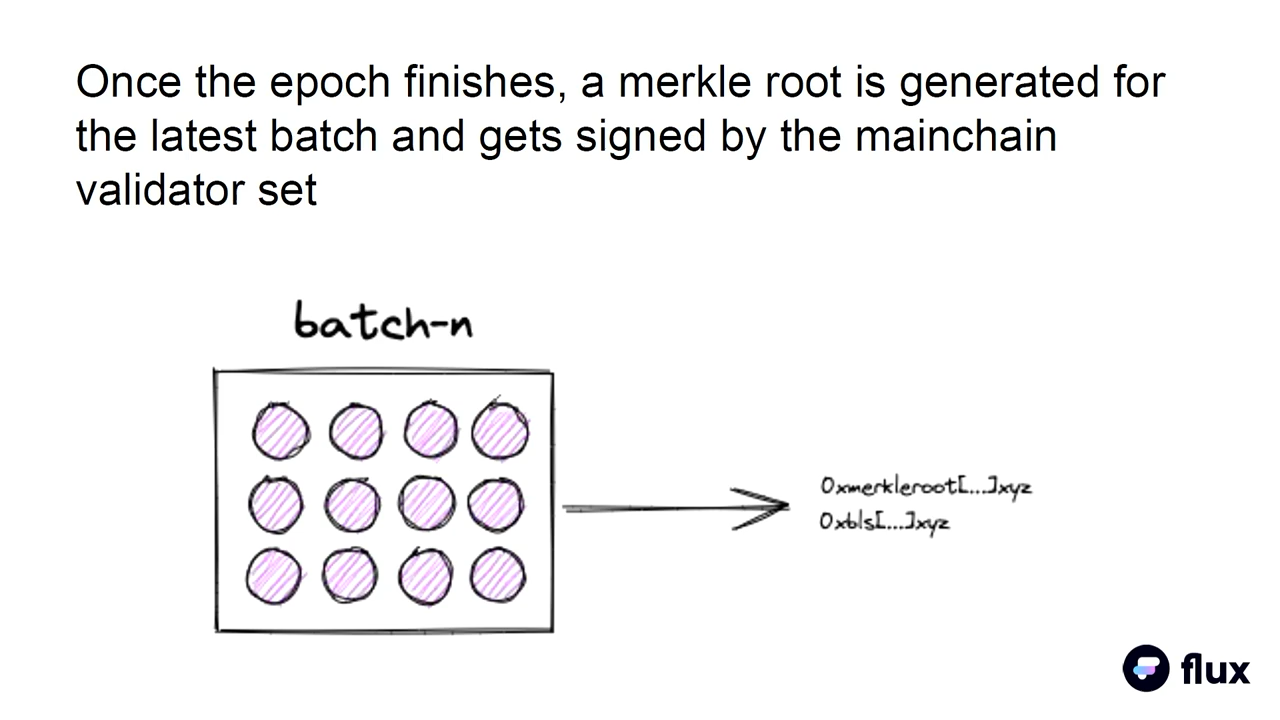 Once the epoch finishes, a merkle root is generated for
the latest batch and gets signed by the mainchain
validator set
batch-n
0xmerkleroot[...]xyz
0xbls[...]xyz
flux